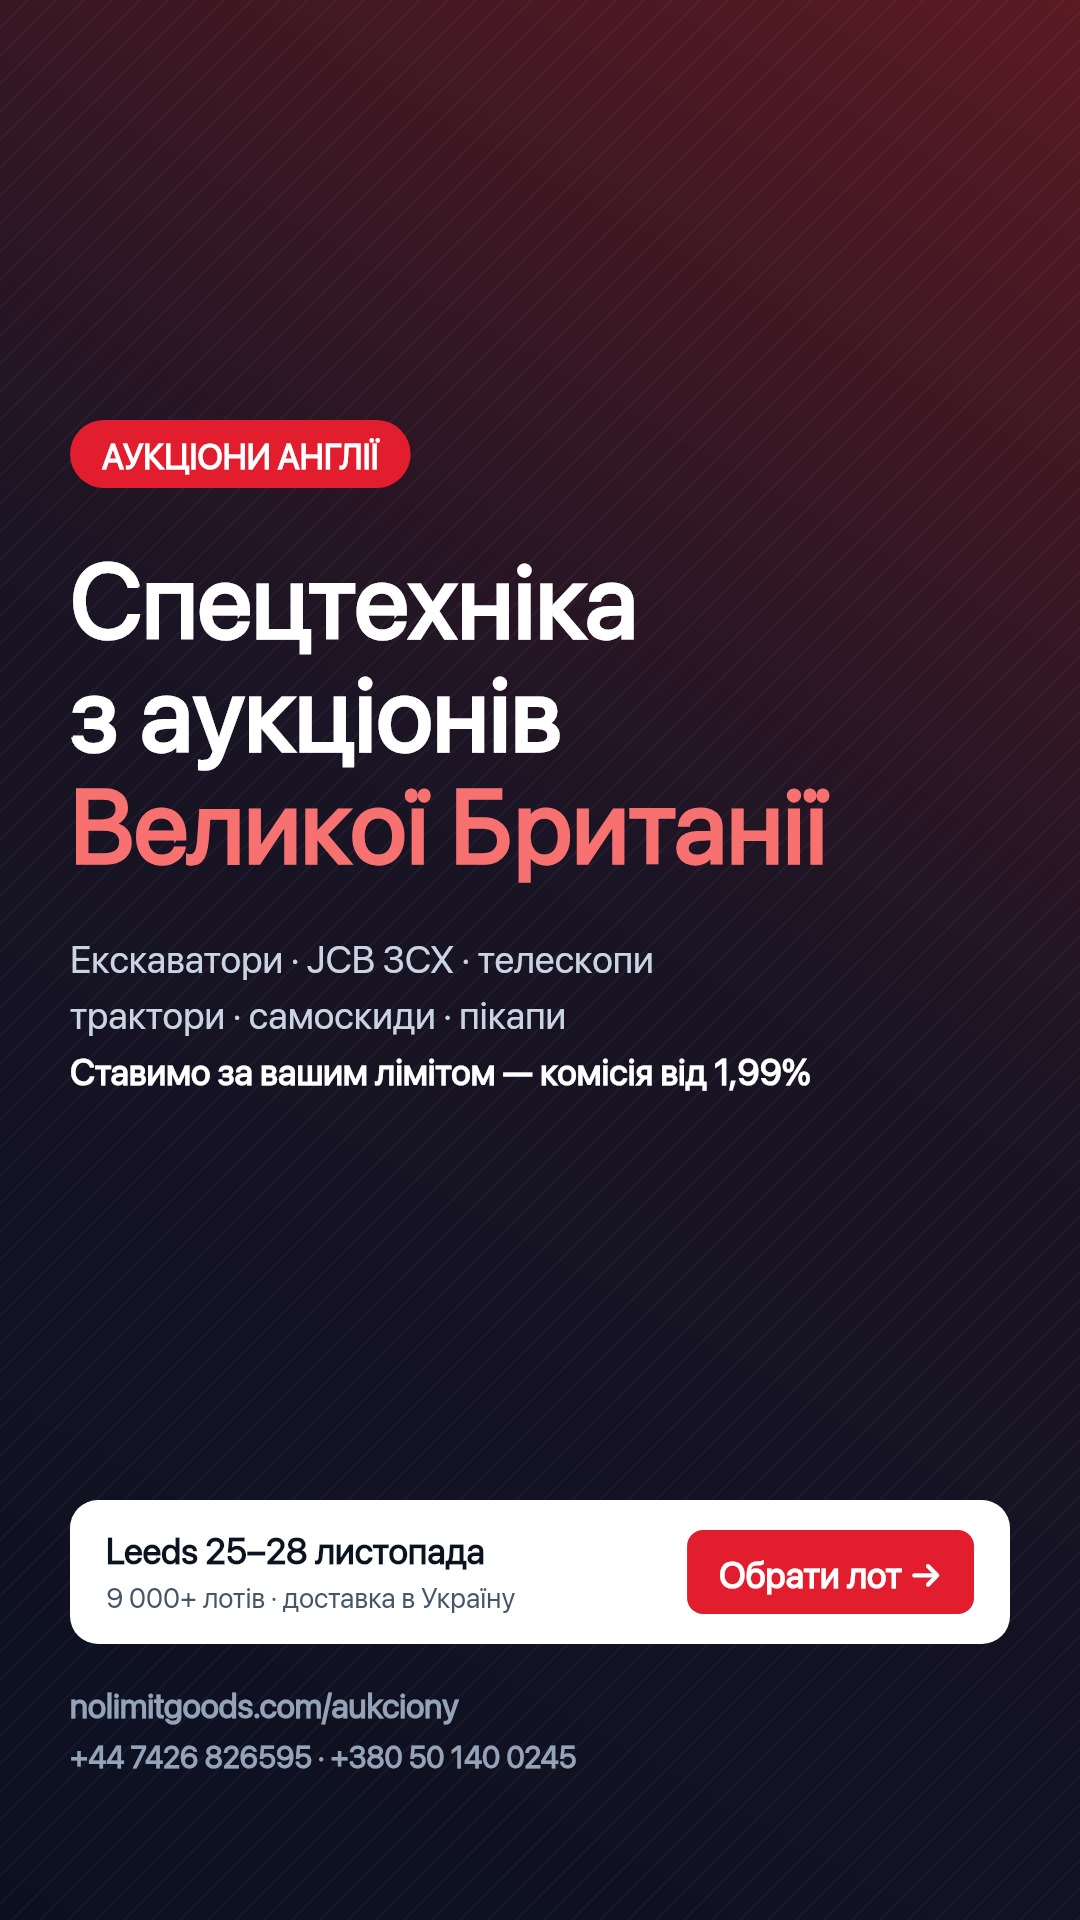 АУКЦІОНИ АНГЛІЇ
Спецтехніка
з аукціонів
Великої Британії
Екскаватори · JCB 3CX · телескопи
трактори · самоскиди · пікапи
Ставимо за вашим лімітом — комісія від 1,99%
Leeds 25–28 листопада
9 000+ лотів · доставка в Україну
Обрати лот →
nolimitgoods.com/aukciony
+44 7426 826595 · +380 50 140 0245